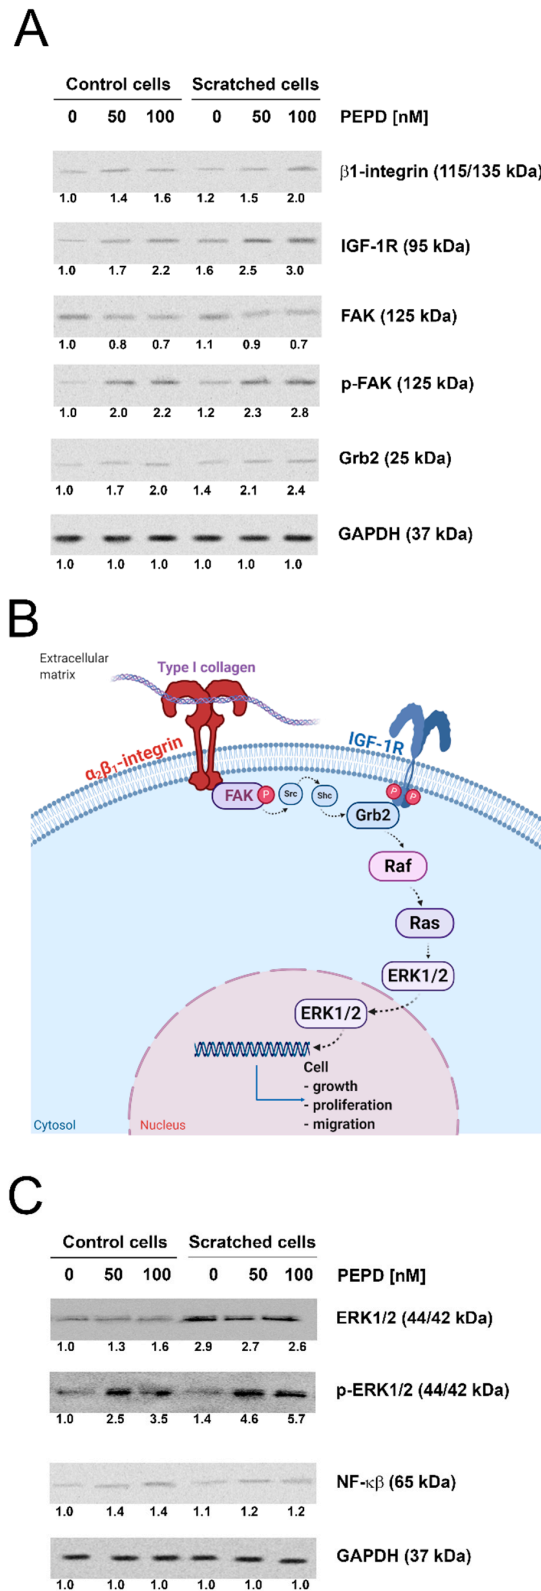 A
Control cells Scratched cells
0 50 100 0 50 100 PEPD [nM]
β1-integrin (115/135 kDa)
1.0 1.4 1.6 1.2 1.5 2.0
IGF-1R (95 kDa)
1.0 1.7 2.2 1.6 2.5 3.0
FAK (125 kDa)
1.0 0.8 0.7 1.1 0.9 0.7
p-FAK (125 kDa)
1.0 2.0 2.2 1.2 2.3 2.8
Grb2 (25 kDa)
1.0 1.7 2.0 1.4 2.1 2.4
GAPDH (37 kDa)
1.0 1.0 1.0 1.0 1.0 1.0
B
Extracellular
matrix
Type I collagen
α₂β₁-integrin
IGF-1R
FAK P
Src
Shc
Grb2
P P
Raf
Ras
ERK1/2
ERK1/2
Cell
- growth
- proliferation
- migration
Cytosol
Nucleus
C
Control cells Scratched cells
0 50 100 0 50 100 PEPD [nM]
ERK1/2 (44/42 kDa)
1.0 1.3 1.6 2.9 2.7 2.6
p-ERK1/2 (44/42 kDa)
1.0 2.5 3.5 1.4 4.6 5.7
NF-κβ (65 kDa)
1.0 1.4 1.4 1.1 1.2 1.2
GAPDH (37 kDa)
1.0 1.0 1.0 1.0 1.0 1.0